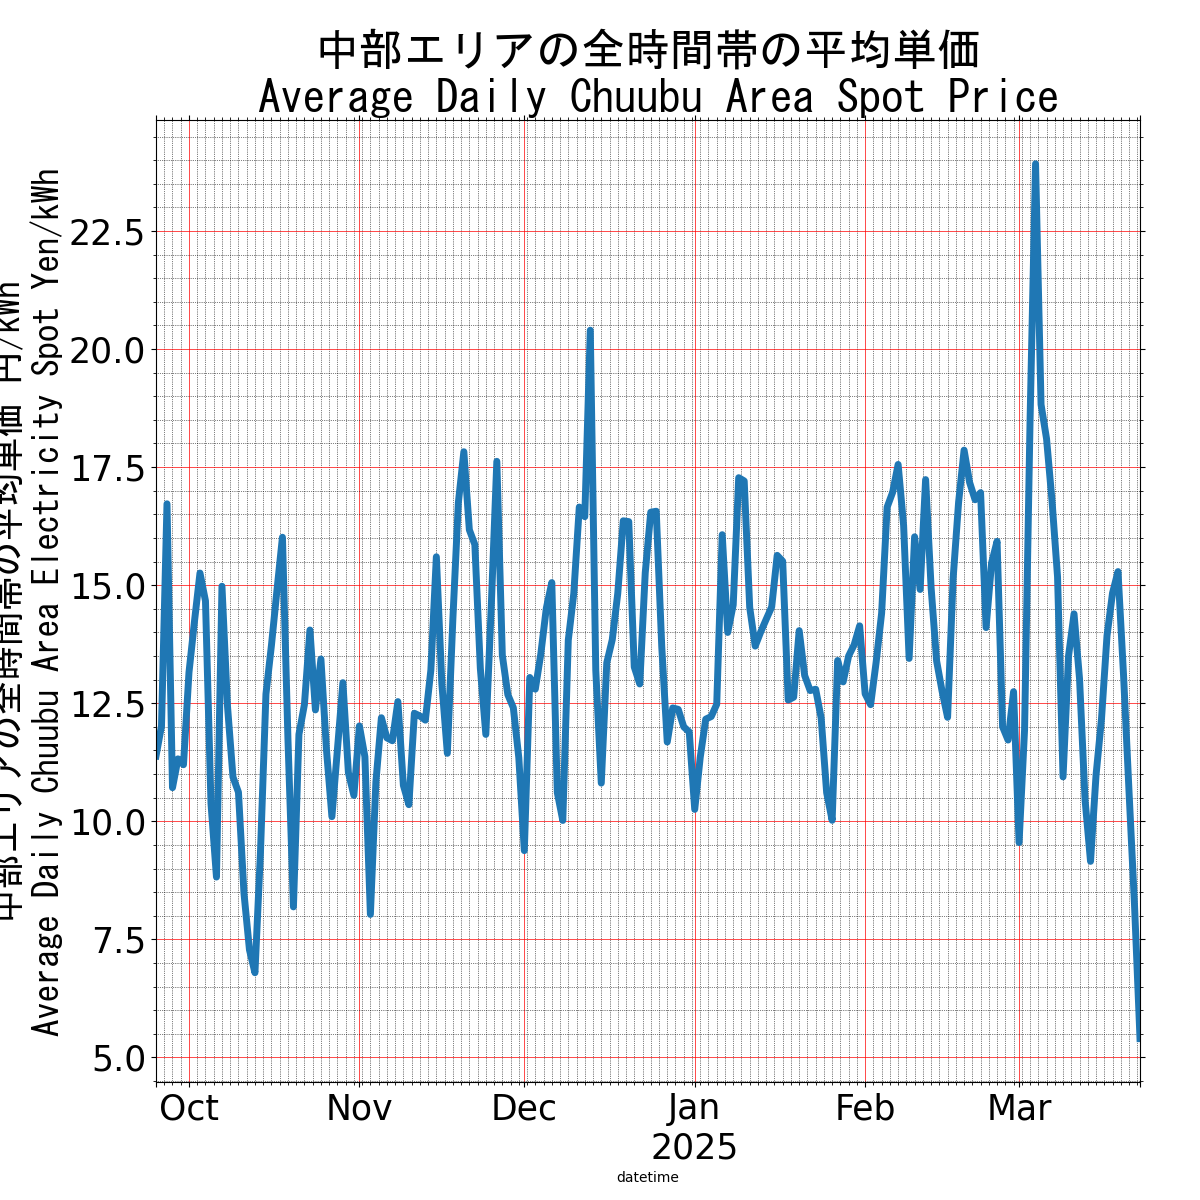 中部エリアの全時間帯の平均単価
Average Daily Chuubu Area Spot Price
中部エリアの全時間帯の平均単価 円/kWh
Average Daily Chuubu Area Electricity Spot Yen/kWh
22.5
20.0
17.5
15.0
12.5
10.0
7.5
5.0
Oct Nov Dec Jan Feb Mar
2025
datetime